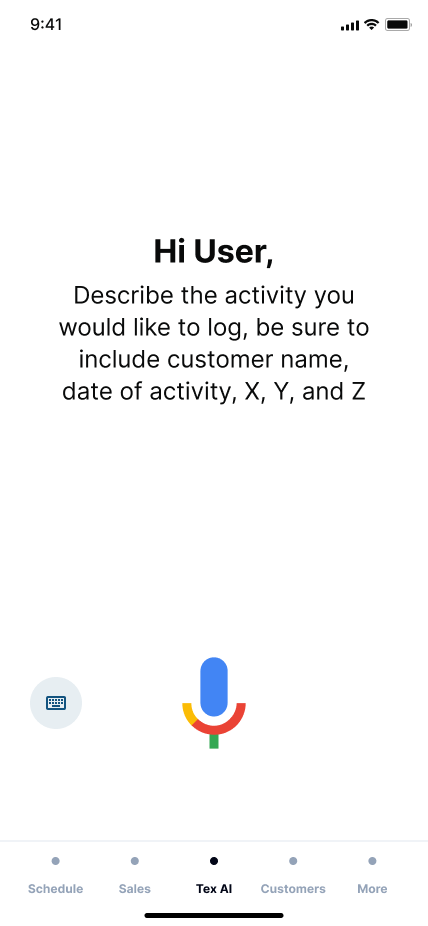 9:41
Hi User,
Describe the activity you
would like to log, be sure to
include customer name,
date of activity, X, Y, and Z
Schedule
Sales
Tex AI
Customers
More